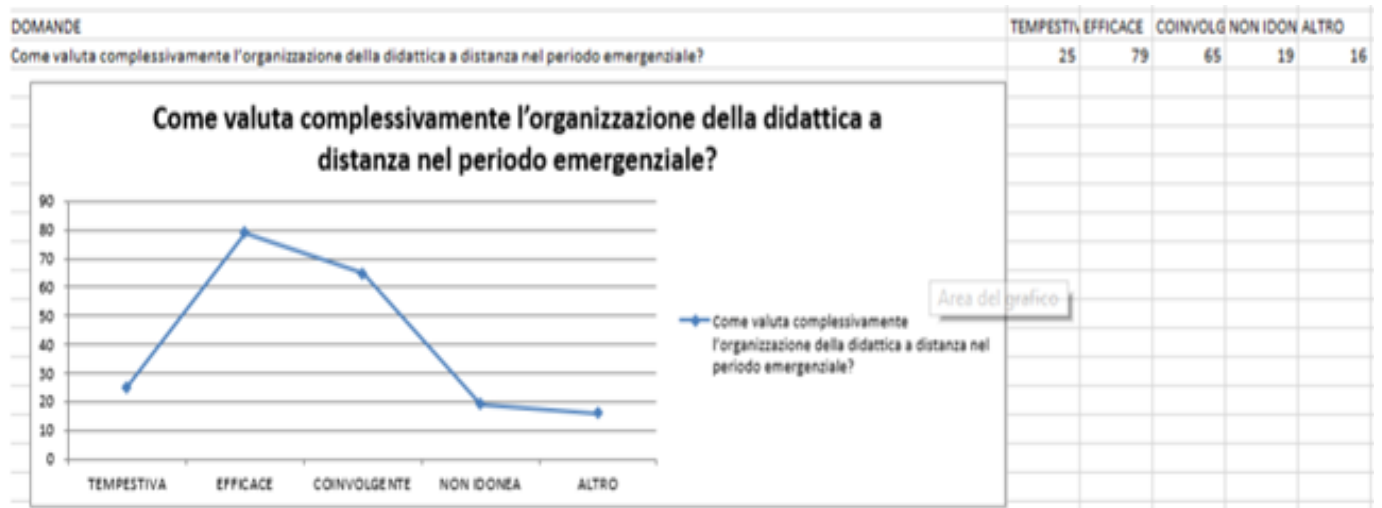 DOMANDE TEMPESTIV EFFICACE COINVOLG NON IDON ALTRO
Come valuta complessivamente l'organizzazione della didattica a distanza nel periodo emergenziale? 25 79 65 19 16
Come valuta complessivamente l'organizzazione della didattica a
distanza nel periodo emergenziale?
90
80
70
60
50
40
30
20
10
0
TEMPESTIVA EFFICACE COINVOLGENTE NON IDONEA ALTRO
Come valuta complessivamente
l'organizzazione della didattica a distanza nel
periodo emergenziale?
Area del grafico